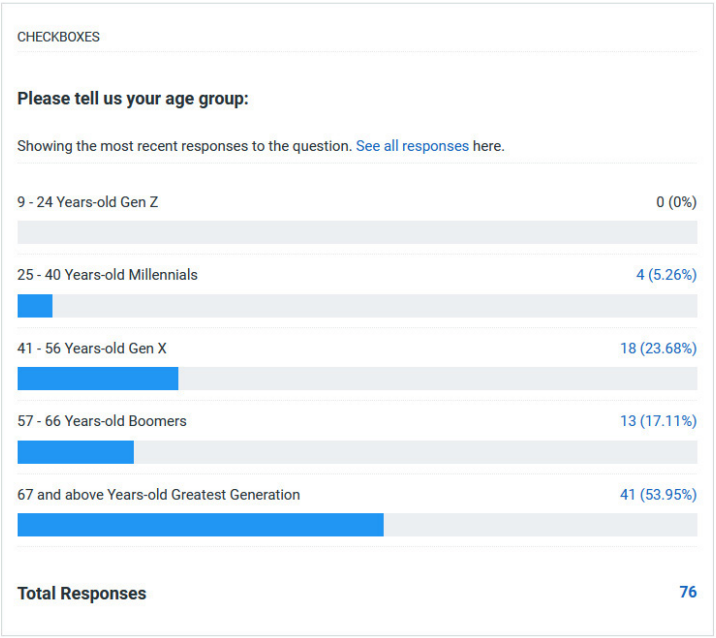 CHECKBOXES
Please tell us your age group:
Showing the most recent responses to the question. See all responses here.
9 - 24 Years-old Gen Z 0 (0%)
25 - 40 Years-old Millennials 4 (5.26%)
41 - 56 Years-old Gen X 18 (23.68%)
57 - 66 Years-old Boomers 13 (17.11%)
67 and above Years-old Greatest Generation 41 (53.95%)
Total Responses 76